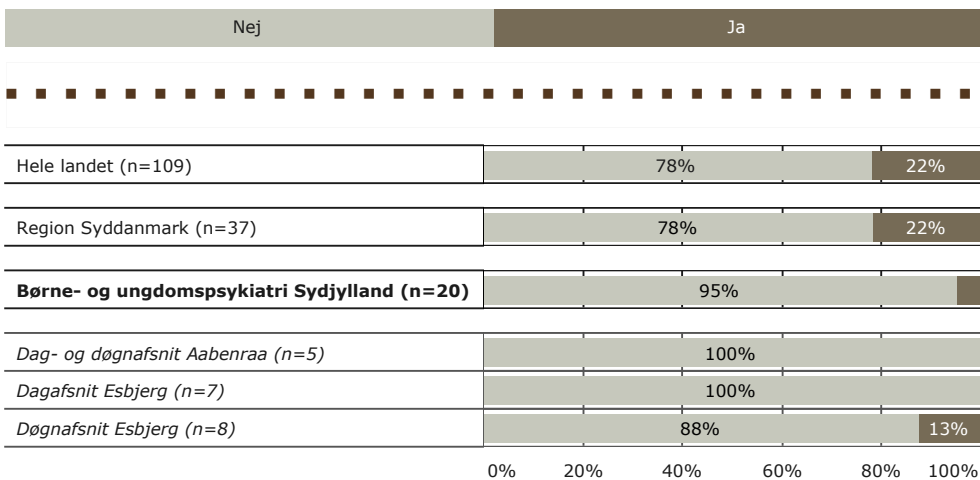 Nej Ja
Hele landet (n=109) 78% 22%
Region Syddanmark (n=37) 78% 22%
Børne- og ungdomspsykiatri Sydjylland (n=20) 95%
Dag- og døgnafsnit Aabenraa (n=5) 100%
Dagafsnit Esbjerg (n=7) 100%
Døgnafsnit Esbjerg (n=8) 88% 13%
0% 20% 40% 60% 80% 100%